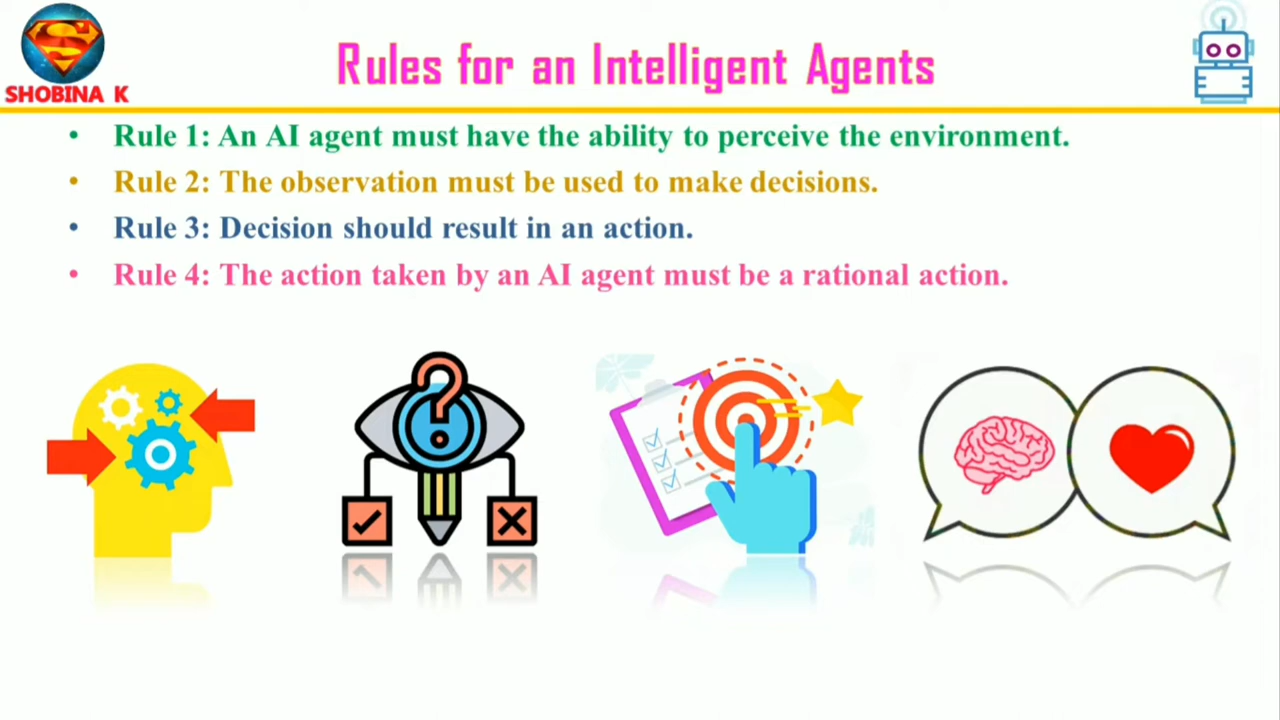 SHOBINA K
Rules for an Intelligent Agents
• Rule 1: An AI agent must have the ability to perceive the environment.
• Rule 2: The observation must be used to make decisions.
• Rule 3: Decision should result in an action.
• Rule 4: The action taken by an AI agent must be a rational action.